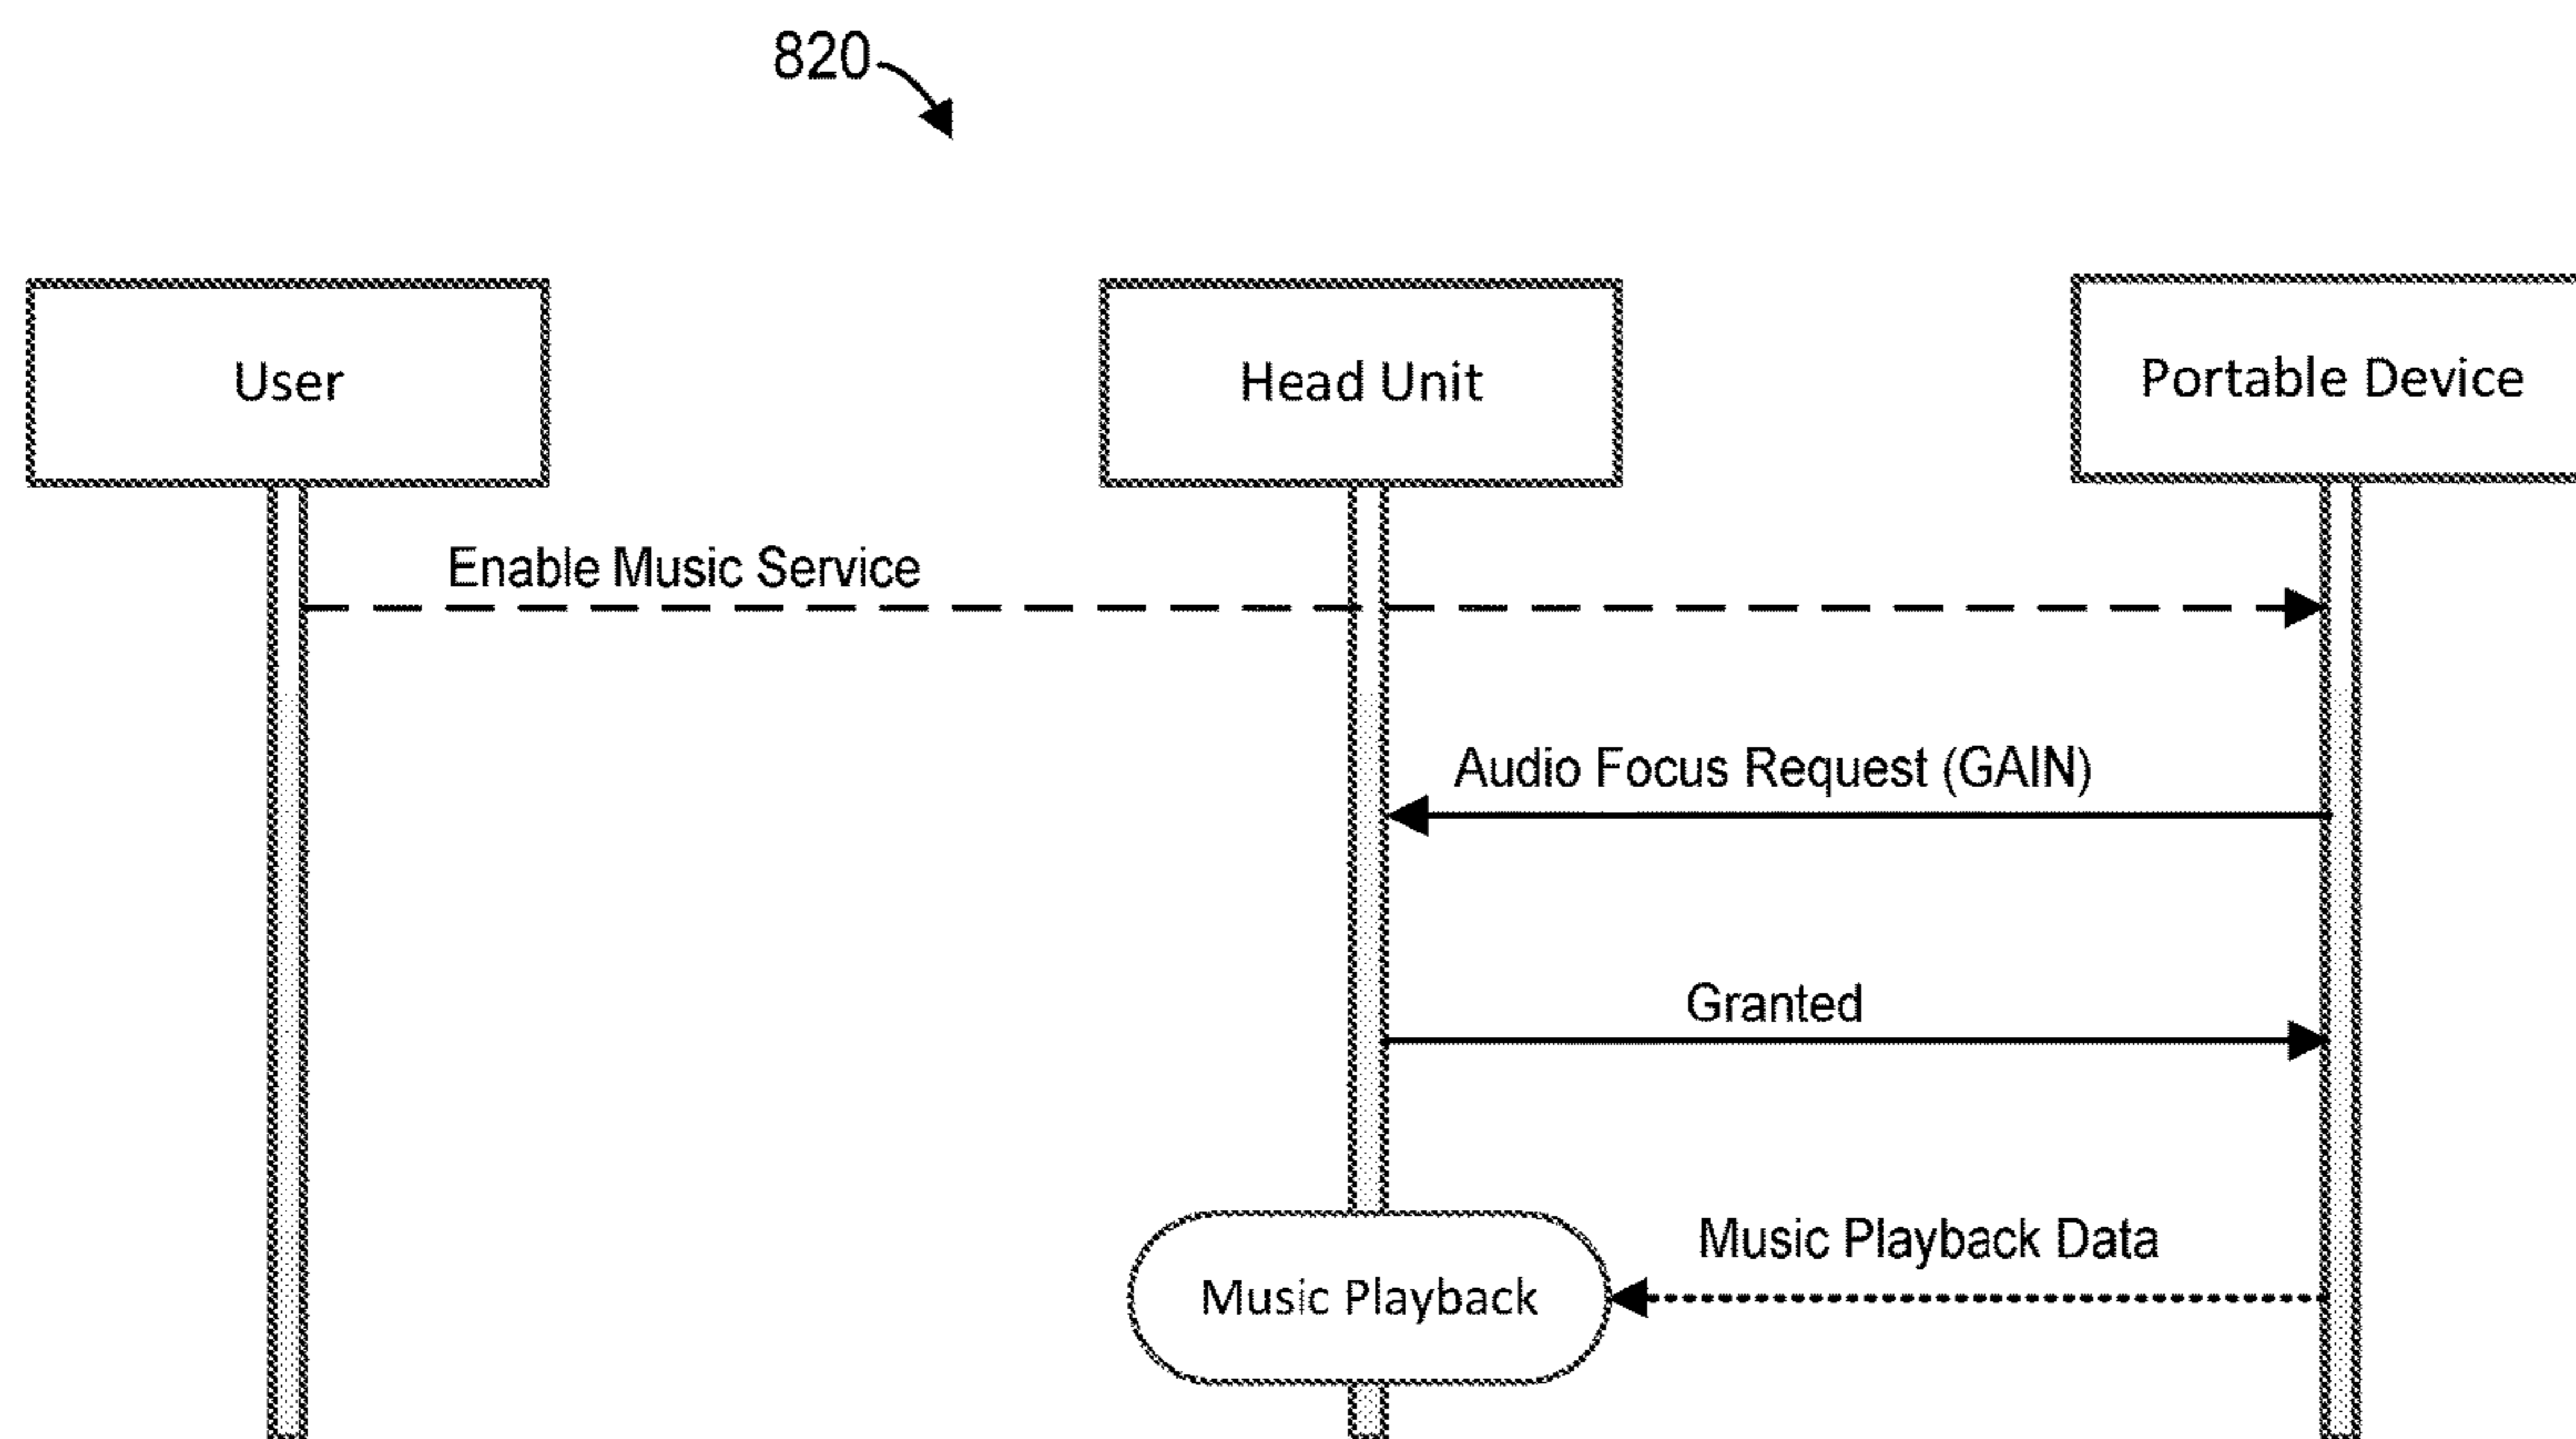 820
User
Head Unit
Portable Device
Enable Music Service
Audio Focus Request (GAIN)
Granted
Music Playback Data
Music Playback